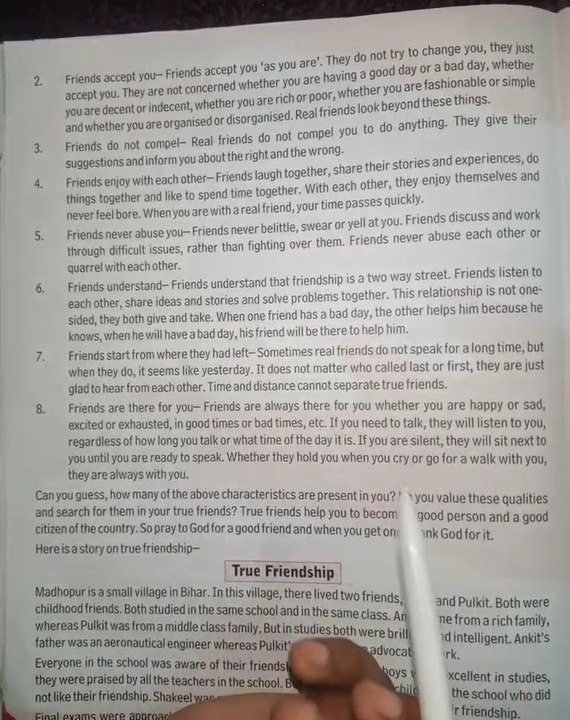 2. Friends accept you– Friends accept you 'as you are'. They do not try to change you, they just
accept you. They are not concerned whether you are having a good day or a bad day, whether
you are decent or indecent, whether you are rich or poor, whether you are fashionable or simple
and whether you are organised or disorganised. Real friends look beyond these things.
3. Friends do not compel– Real friends do not compel you to do anything. They give their
suggestions and inform you about the right and the wrong.
4. Friends enjoy with each other– Friends laugh together, share their stories and experiences, do
things together and like to spend time together. With each other, they enjoy themselves and
never feel bore. When you are with a real friend, your time passes quickly.
5. Friends never abuse you– Friends never belittle, swear or yell at you. Friends discuss and work
through difficult issues, rather than fighting over them. Friends never abuse each other or
quarrel with each other.
6. Friends understand– Friends understand that friendship is a two way street. Friends listen to
each other, share ideas and stories and solve problems together. This relationship is not one-
sided, they both give and take. When one friend has a bad day, the other helps him because he
knows, when he will have a bad day, his friend will be there to help him.
7. Friends start from where they had left– Sometimes real friends do not speak for a long time, but
when they do, it seems like yesterday. It does not matter who called last or first, they are just
glad to hear from each other. Time and distance cannot separate true friends.
8. Friends are there for you– Friends are always there for you whether you are happy or sad,
excited or exhausted, in good times or bad times, etc. If you need to talk, they will listen to you,
regardless of how long you talk or what time of the day it is. If you are silent, they will sit next to
you until you are ready to speak. Whether they hold you when you cry or go for a walk with you,
they are always with you.
Can you guess, how many of the above characteristics are present in you? you value these qualities
and search for them in your true friends? True friends help you to becom good person and a good
citizen of the country. So pray to God for a good friend and when you get on God for it.
Here is a story on true friendship–
True Friendship
Madhopur is a small village in Bihar. In this village, there lived two friends, and Pulkit. Both were
childhood friends. Both studied in the same school and in the same class. from a rich family,
whereas Pulkit was from a middle class family. But in studies both were intelligent. Ankit's
father was an aeronautical engineer whereas
Everyone in the school was aware of their boys excellent in studies,
they were praised by all the teachers in the school. the school who did
not like their friendship. Shakeel friendship.
Final exams were